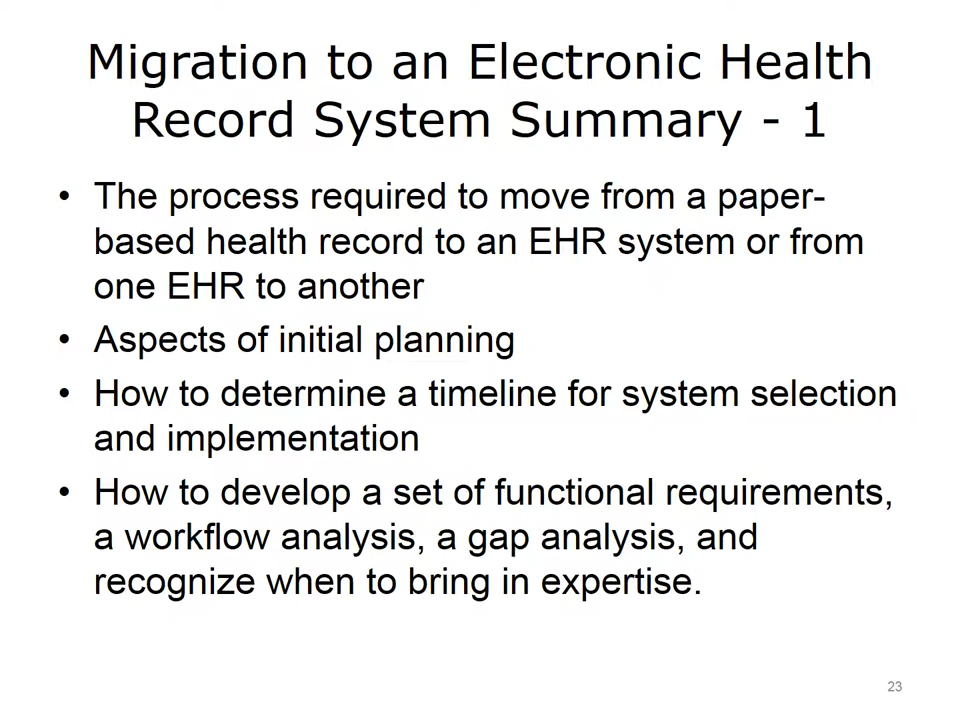 Migration to an Electronic Health
Record System Summary - 1
• The process required to move from a paper-
based health record to an EHR system or from
one EHR to another
• Aspects of initial planning
• How to determine a timeline for system selection
and implementation
• How to develop a set of functional requirements,
a workflow analysis, a gap analysis, and
recognize when to bring in expertise.
23